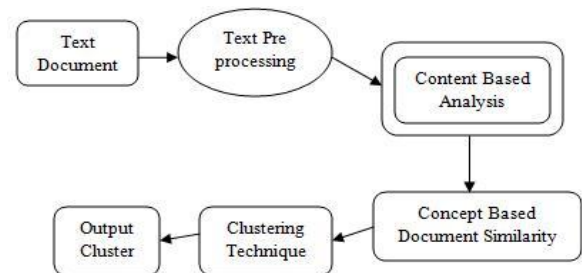 Text
Document
Text Pre
processing
Content Based
Analysis
Concept Based
Document Similarity
Clustering
Technique
Output
Cluster